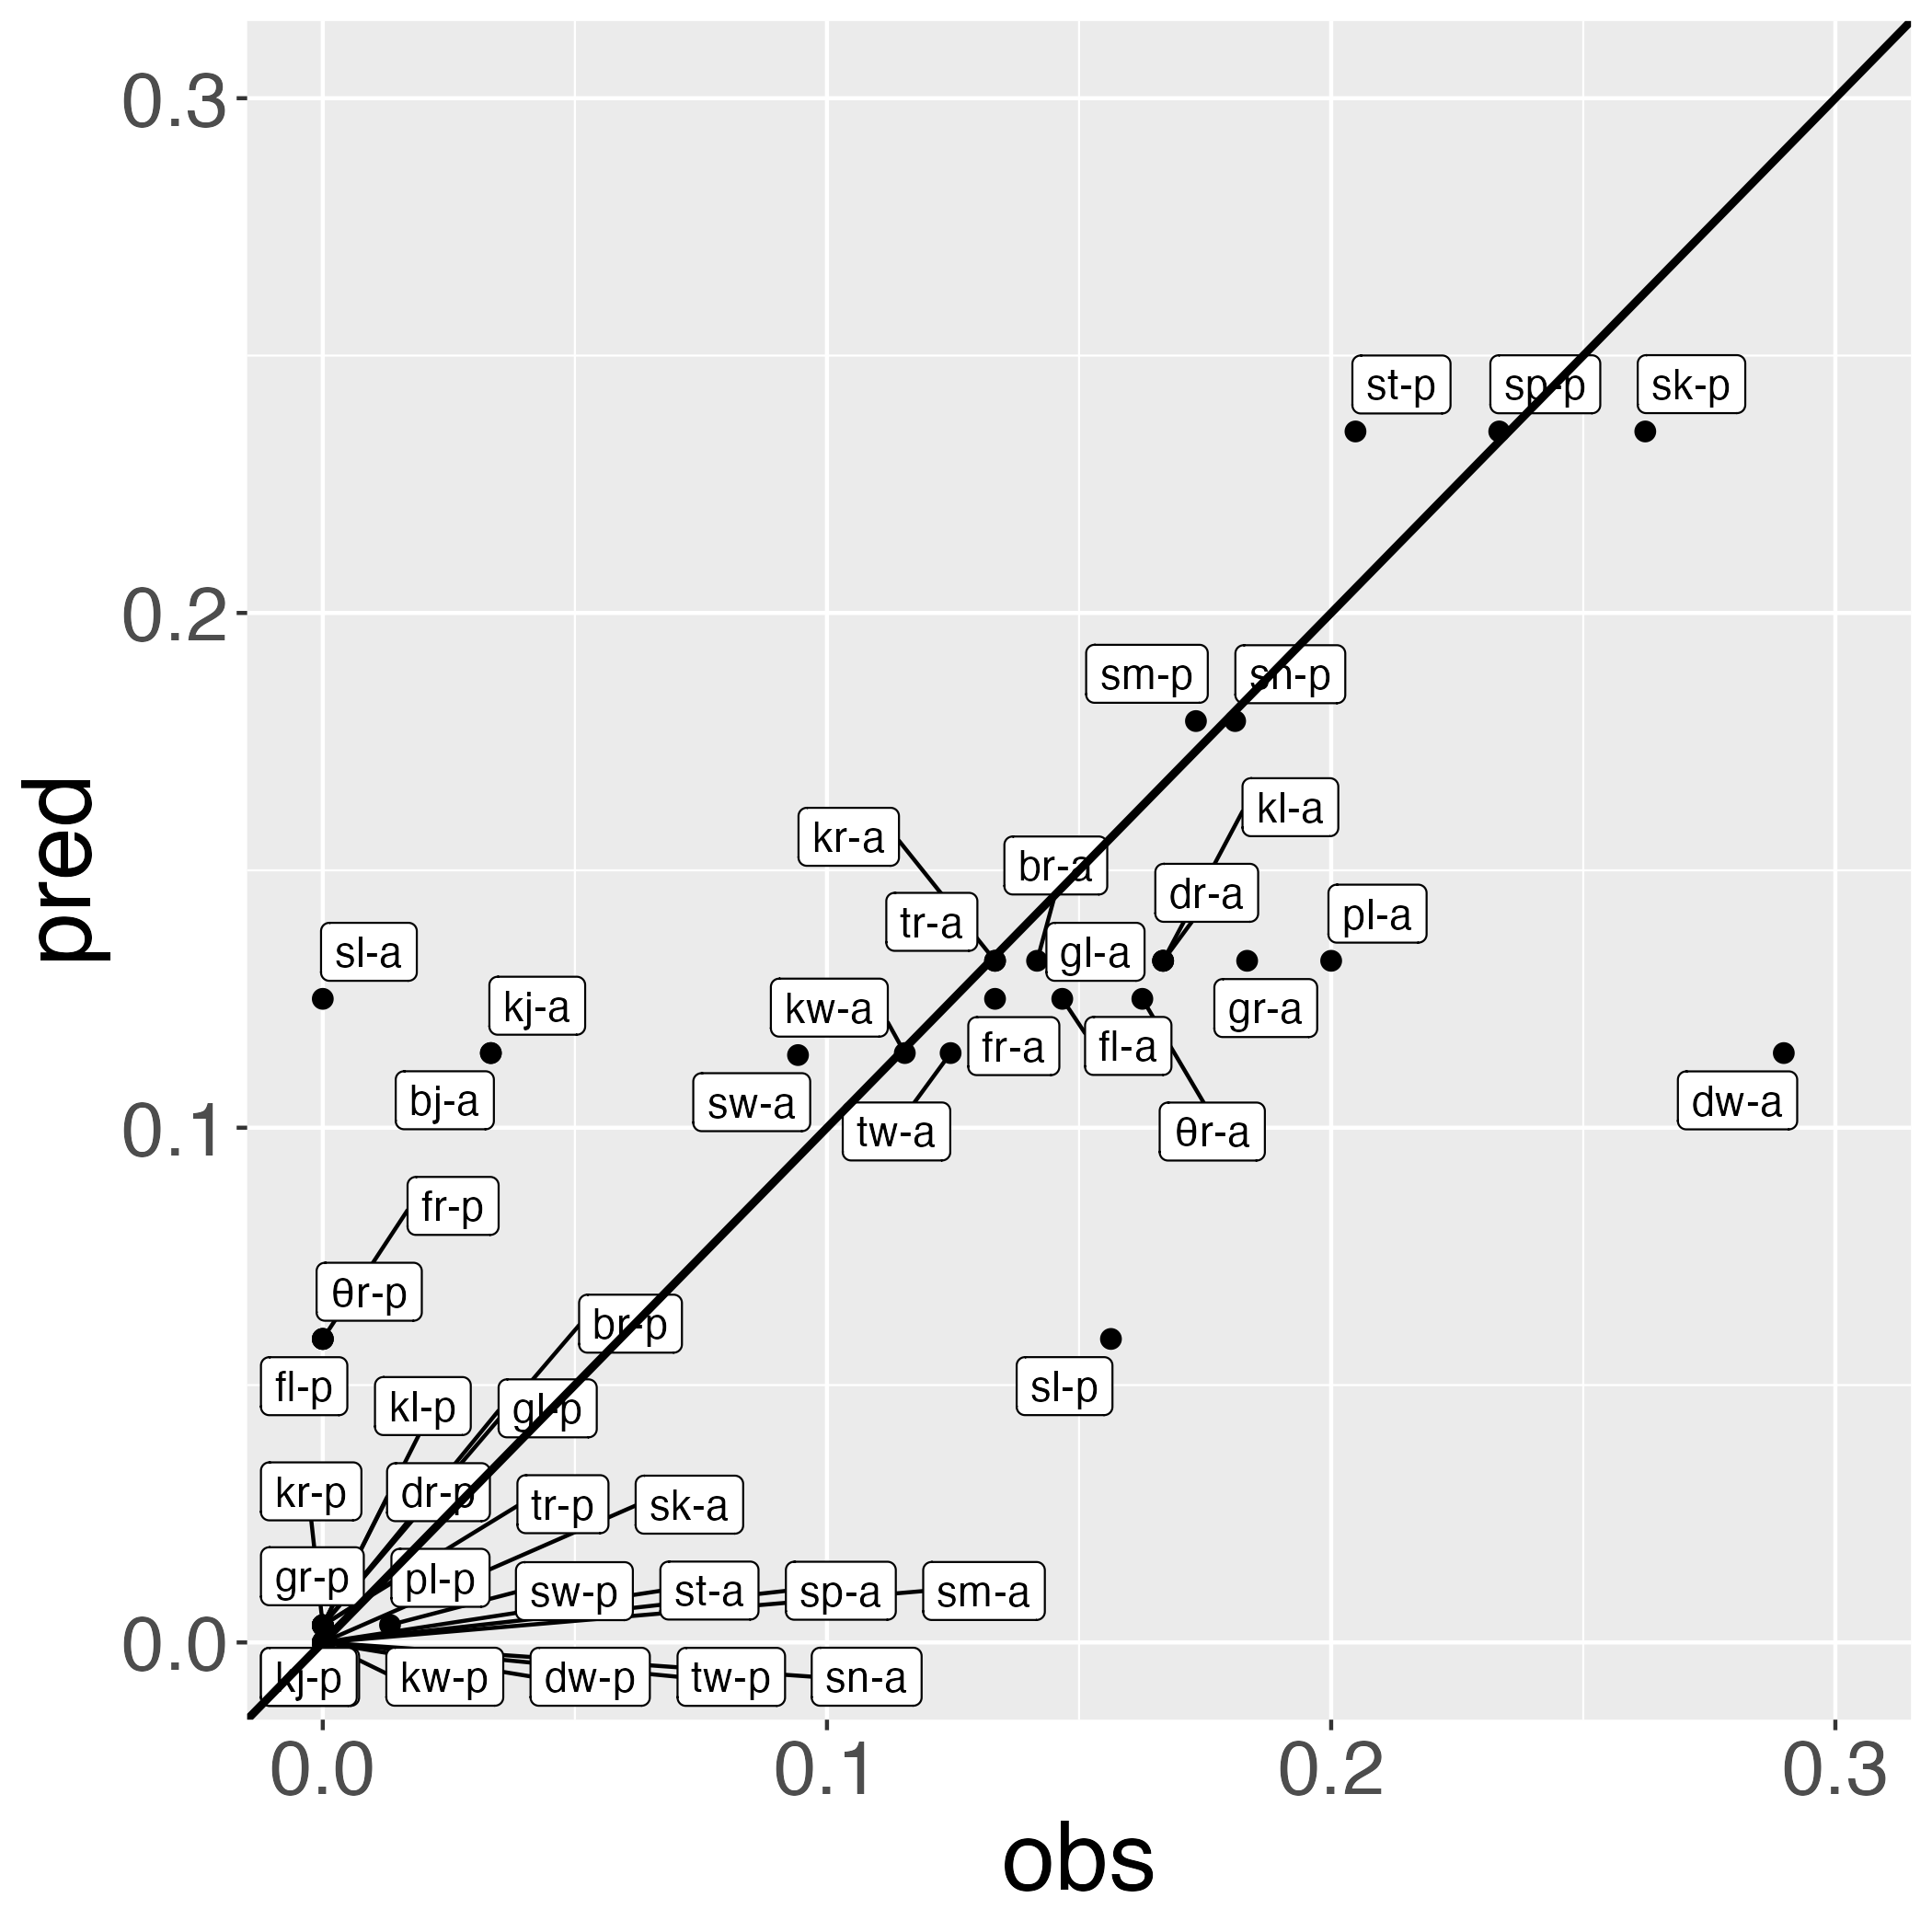 0.3
st-p sp-p sk-p
0.2
sm-p sn-p
kl-a
kr-a
br-a
dr-a
tr-a
pl-a
gl-a
sl-a
kj-a
kw-a
gr-a
fr-a
fl-a
bj-a
sw-a
dw-a
0.1
tw-a
θr-a
fr-p
θr-p
br-p
fl-p
sl-p
kl-p
gl-p
kr-p
dr-p
tr-p
sk-a
gr-p
pl-p
sw-p
st-a
sp-a
sm-a
0.0
kj-p kw-p dw-p tw-p sn-a
0.0 0.1 0.2 0.3
obs
pred